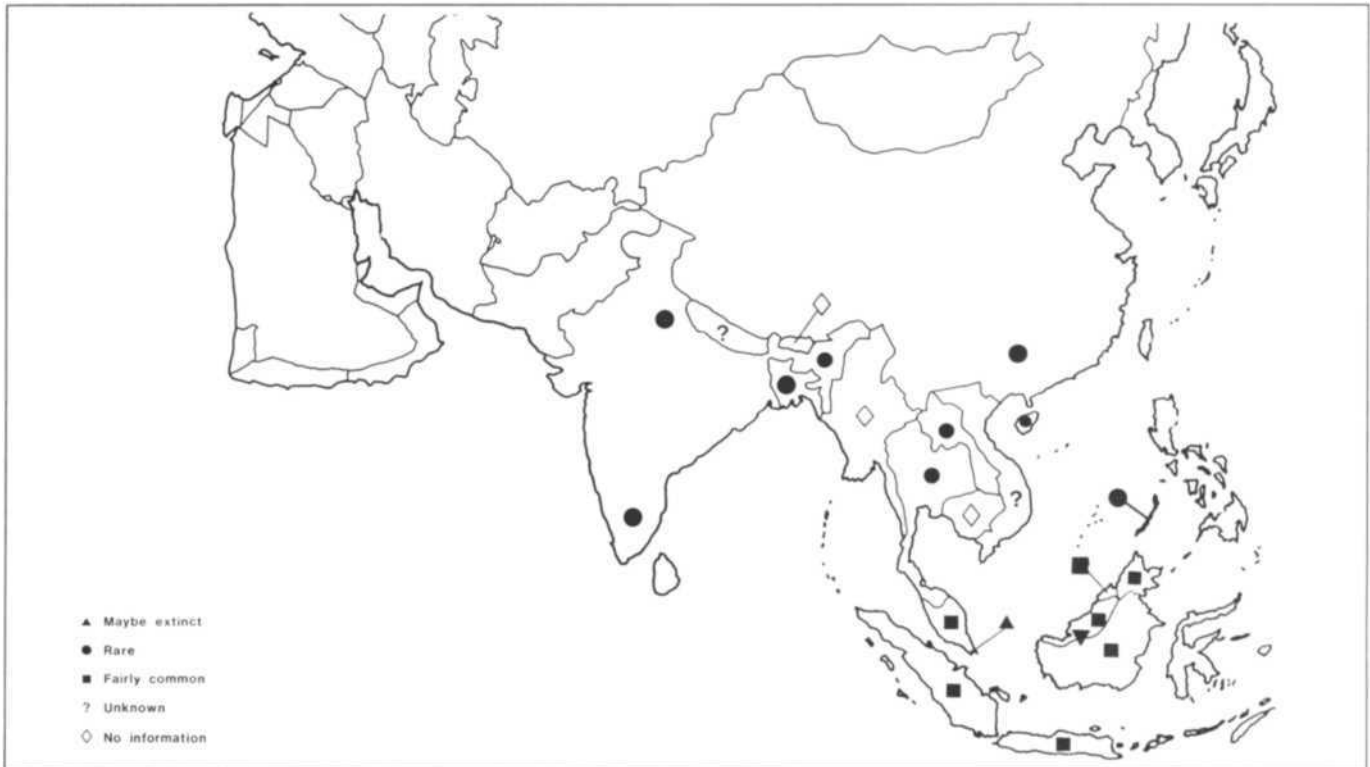 ?
?
Maybe extinct
Rare
Fairly common
? Unknown
No information